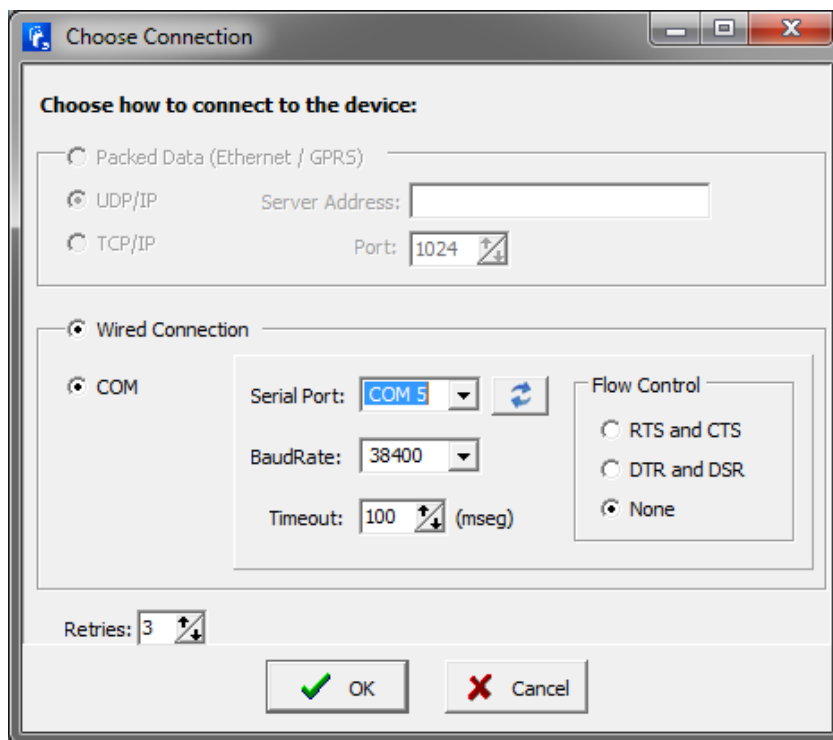 Choose Connection
Choose how to connect to the device:
Packed Data (Ethernet / GPRS)
UDP/IP Server Address:
TCP/IP Port: 1024
Wired Connection
COM Serial Port: COM 5 Flow Control
RTS and CTS
BaudRate: 38400 DTR and DSR
Timeout: 100 (mseg) None
Retries: 3
OK Cancel